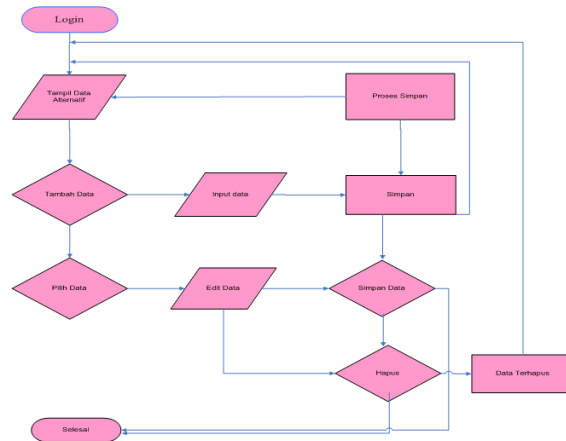 Login
Tampil Data
Alternatif
Proses Simpan
Tambah Data
Input data
Simpan
Pilih Data
Edit Data
Simpan Data
Hapus
Data Terhapus
Selesai